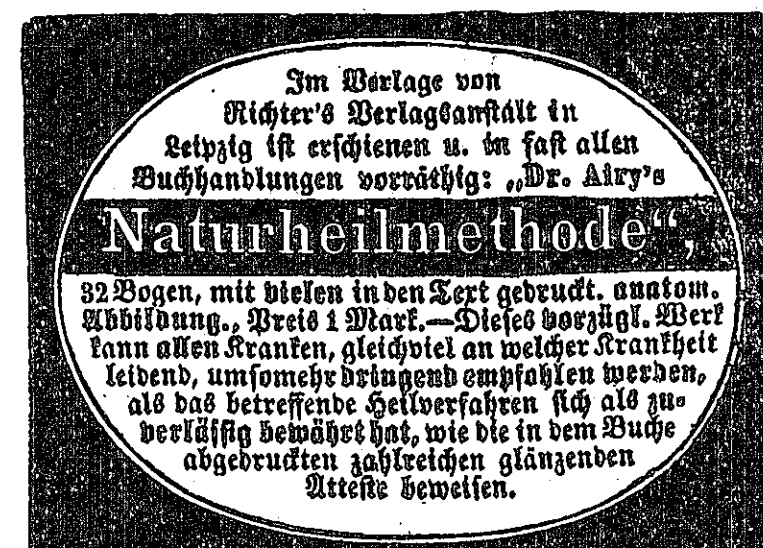 Im Verlage von
Richter's Verlagsanstalt in
Leipzig ist erschienen u. in fast allen
Buchhandlungen vorräthig: „Dr. Airy's
Naturheilmethode“,
32 Bogen, mit vielen in den Text gedruckt. anatom.
Abbildung., Preis 1 Mark.—Dieses vorzügl. Werk
kann allen Kranken, gleichviel an welcher Krankheit
leidend, umsomehr dringend empfohlen werden,
als das betreffende Heilverfahren sich als zu-
verlässig bewährt hat, wie die in dem Buche
abgedruckten zahlreichen glänzenden
Atteste beweisen.